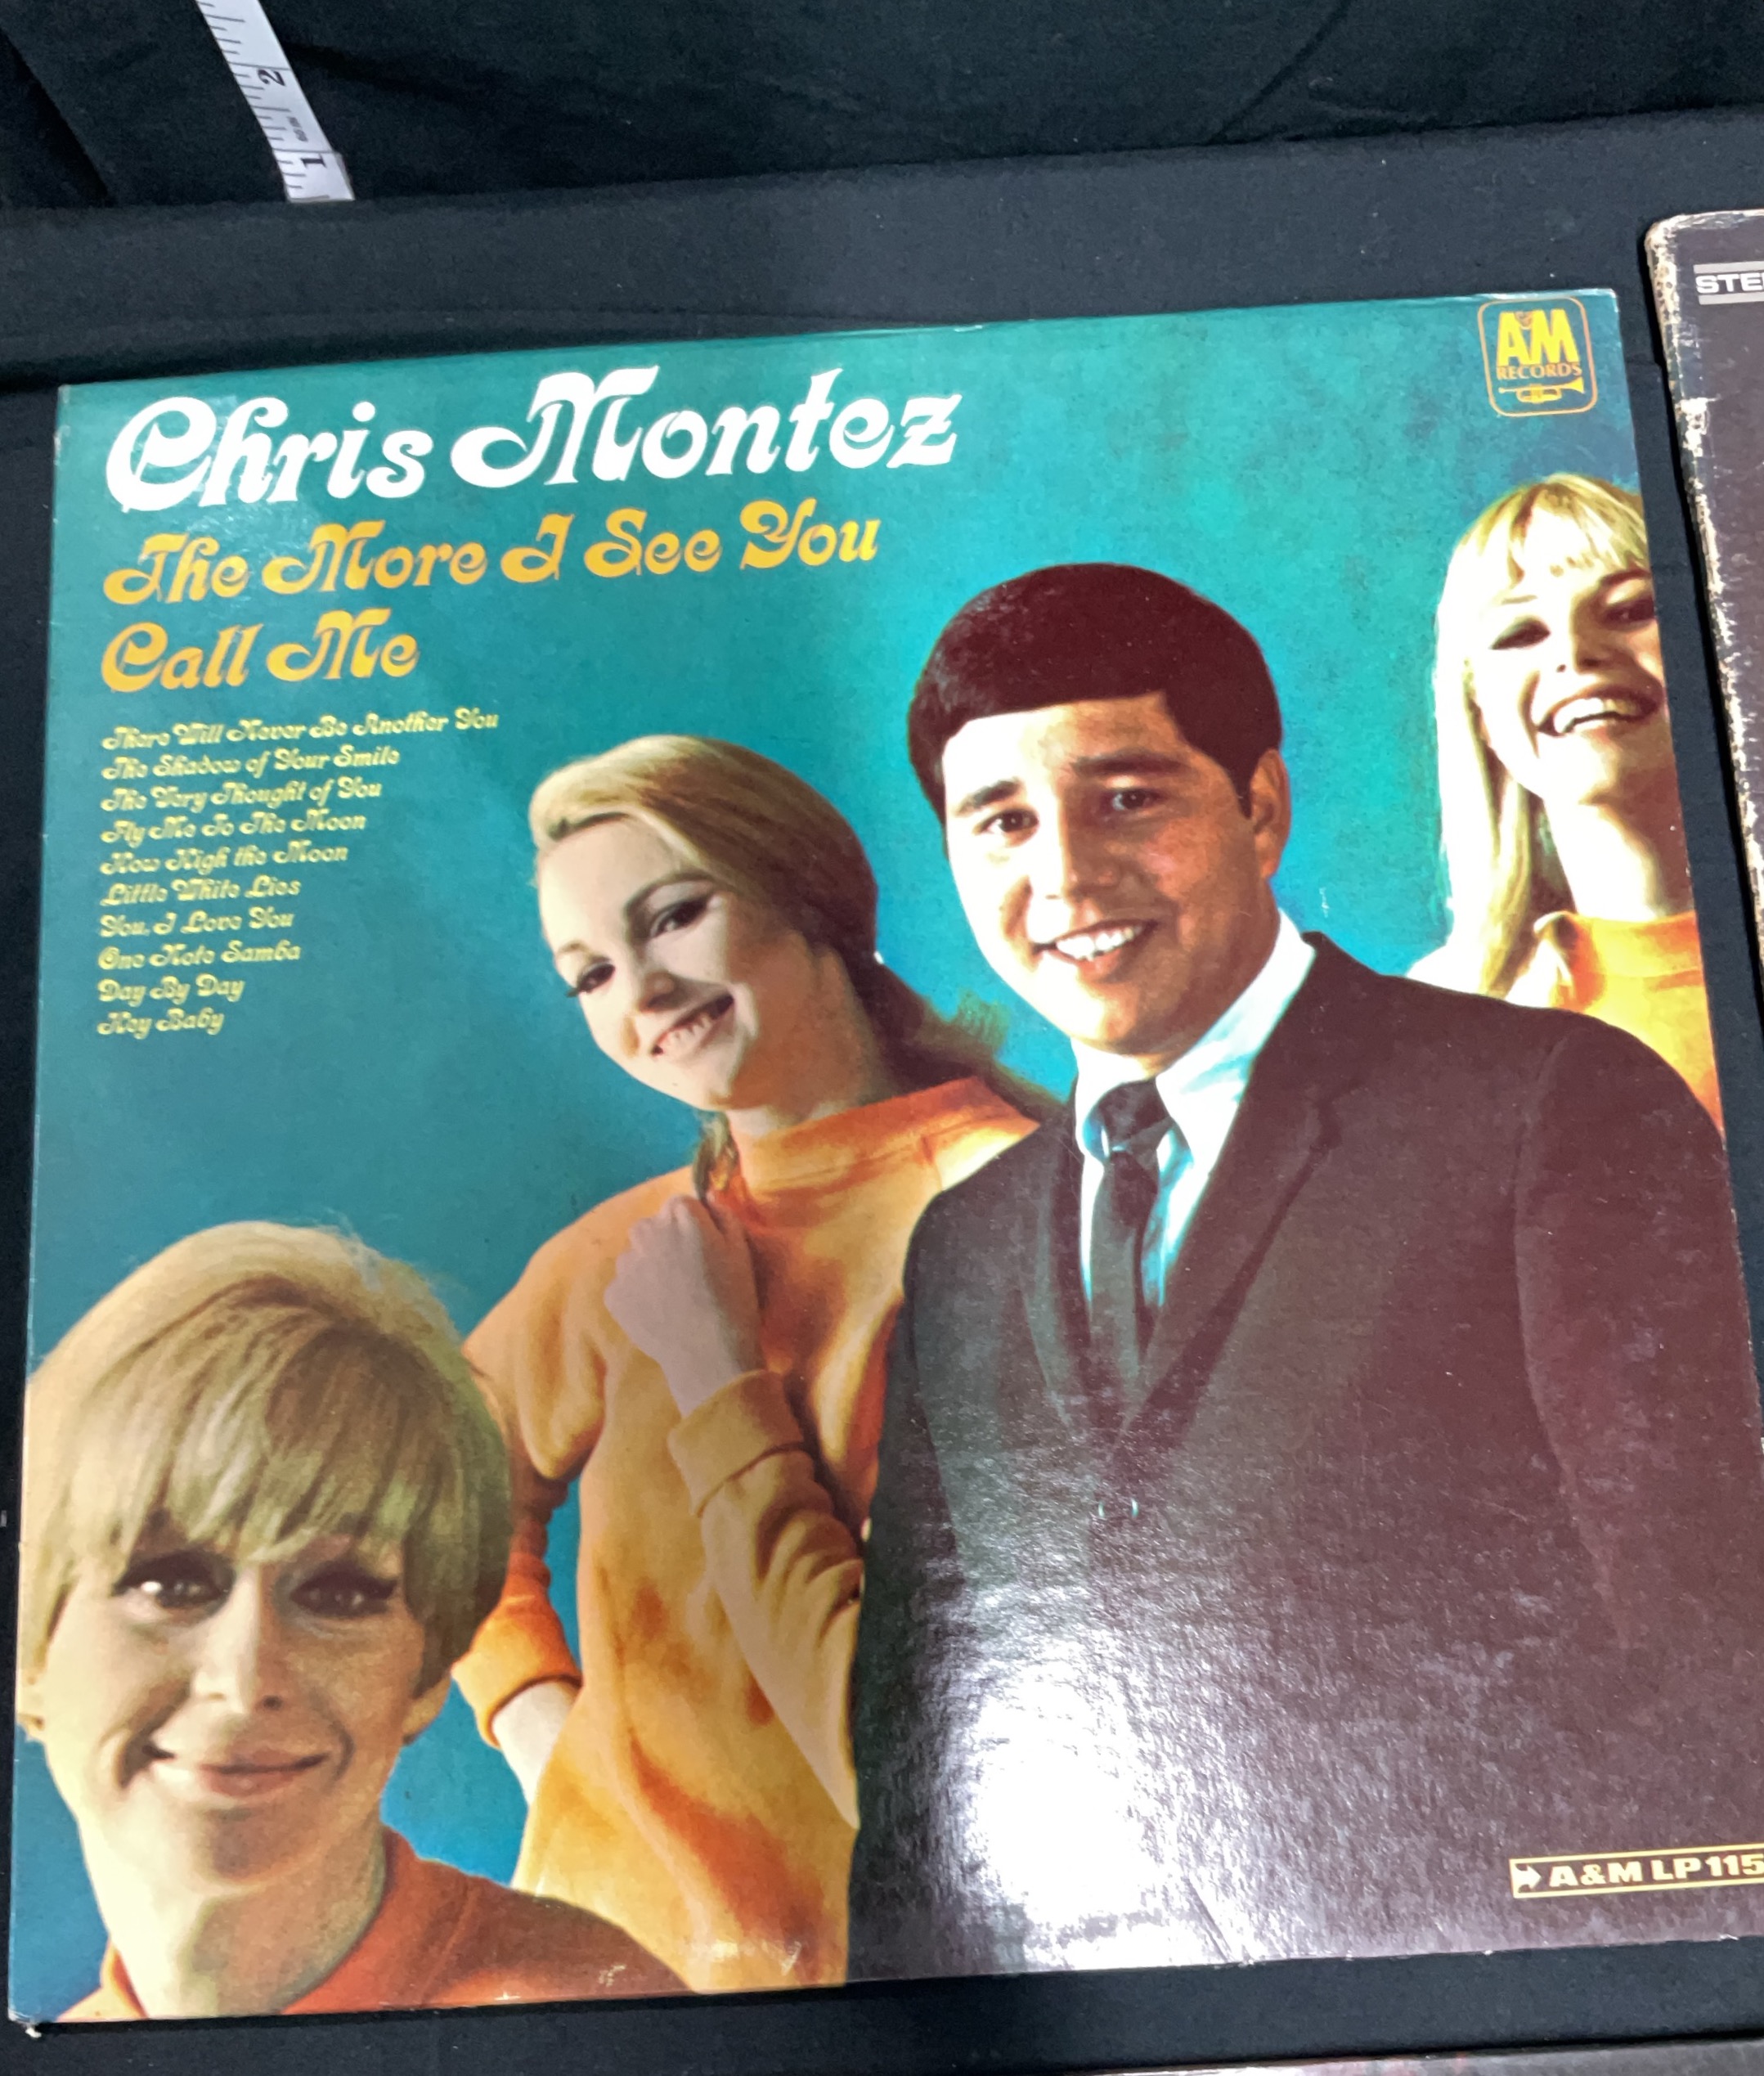 2
1
STE
A&M
RECORDS
Chris Montez
The More I See You
Call Me
There Will Never Be Another You
The Shadow of Your Smile
The Very Thought of You
Fly Me To The Moon
How High the Moon
Little White Lies
You, I Love You
One Note Samba
Day By Day
Hey Baby
A&M LP 115